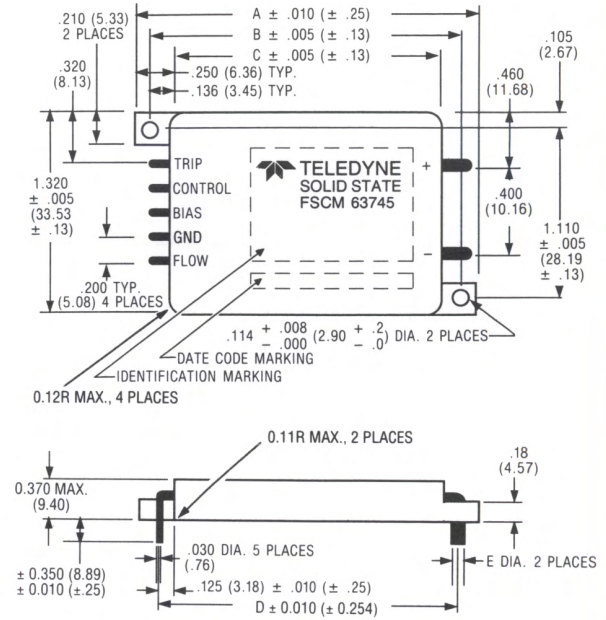 A ± .010 (± .25)
.210 (5.33)
2 PLACES
B ± .005 (± .13)
C ± .005 (± .13)
.105
(2.67)
.320
(8.13)
.250 (6.36) TYP.
.136 (3.45) TYP.
.460
(11.68)
TRIP
CONTROL
BIAS
GND
FLOW
TELEDYNE
SOLID STATE
FSCM 63745
+
−
1.320
± .005
(33.53
± .13)
.400
(10.16)
1.110
± .005
(28.19
± .13)
.200 TYP.
(5.08) 4 PLACES
.114 + .008 − .000 (2.90 + .2 − .0) DIA. 2 PLACES
DATE CODE MARKING
IDENTIFICATION MARKING
0.12R MAX., 4 PLACES
0.11R MAX., 2 PLACES
.18
(4.57)
0.370 MAX.
(9.40)
.030 DIA. 5 PLACES
(.76)
E DIA. 2 PLACES
± 0.350 (8.89)
± 0.010 (±.25)
.125 (3.18) ± .010 (± .25)
D ± 0.010 (± 0.254)